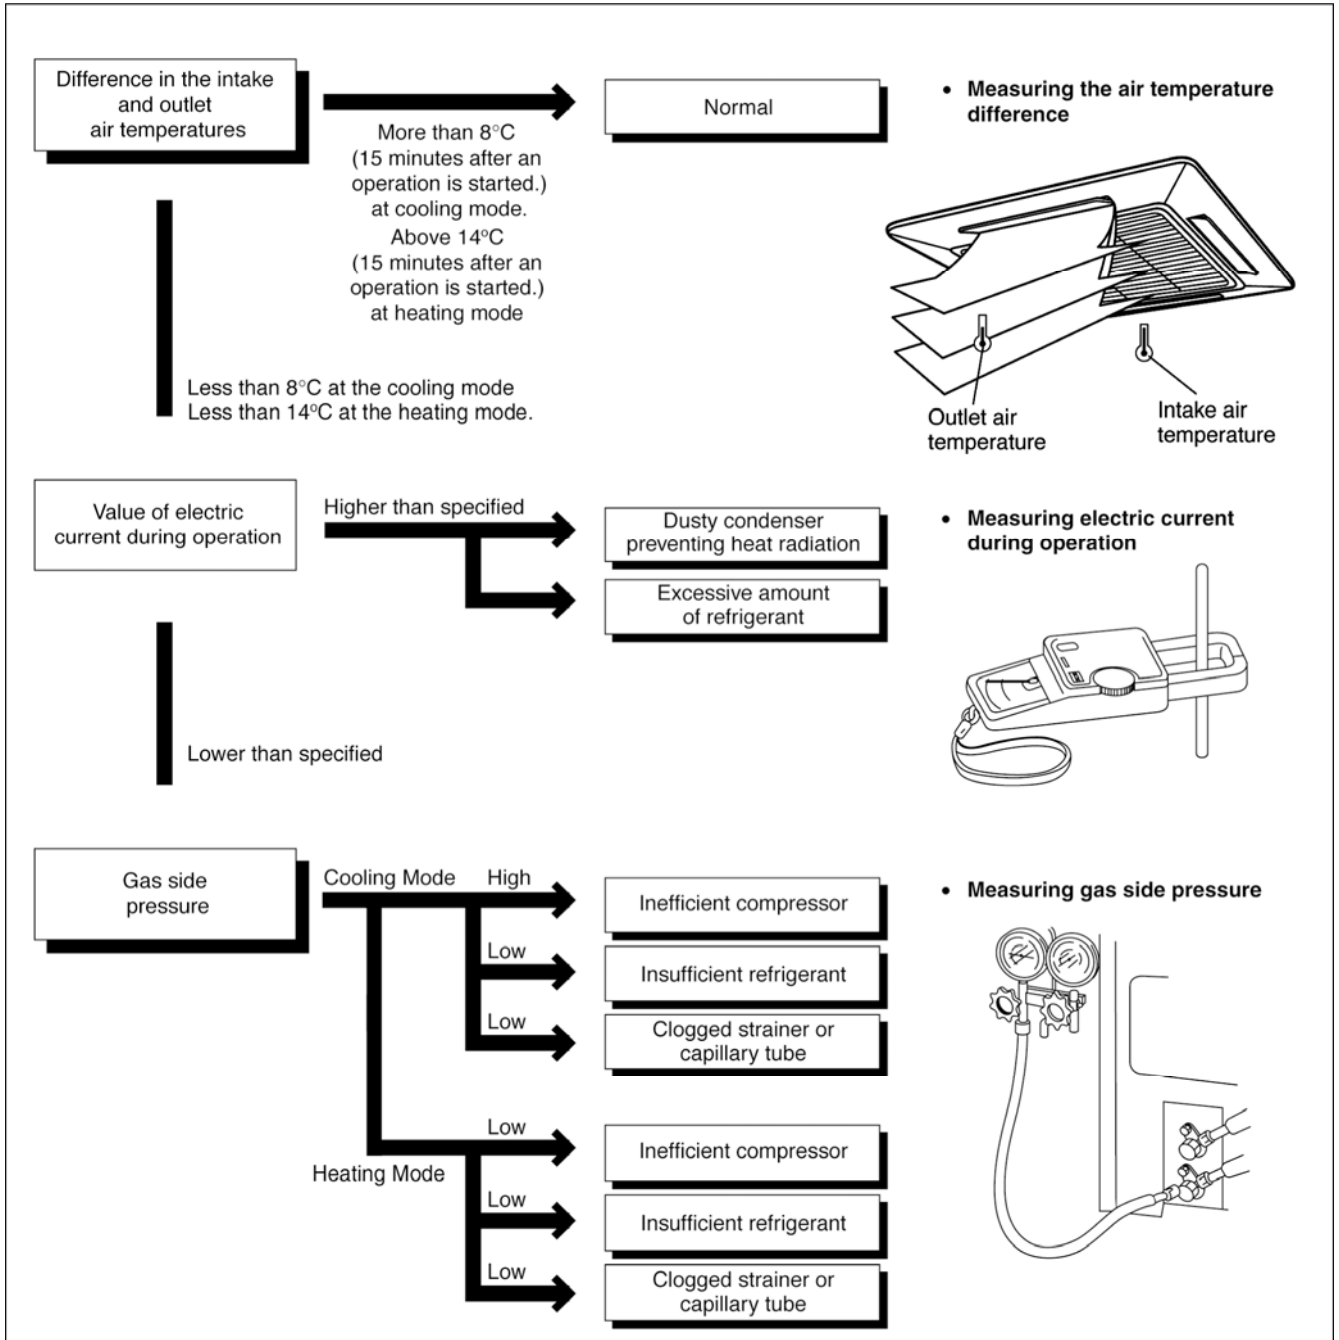 Difference in the intake
and outlet
air temperatures
More than 8°C
(15 minutes after an
operation is started.)
at cooling mode.
Above 14°C
(15 minutes after an
operation is started.)
at heating mode
Normal
• Measuring the air temperature
difference
Outlet air
temperature
Intake air
temperature
Less than 8°C at the cooling mode
Less than 14°C at the heating mode.
Value of electric
current during operation
Higher than specified
Dusty condenser
preventing heat radiation
Excessive amount
of refrigerant
• Measuring electric current
during operation
Lower than specified
Gas side
pressure
Cooling Mode
High
Inefficient compressor
Low
Insufficient refrigerant
Low
Clogged strainer or
capillary tube
Heating Mode
Low
Inefficient compressor
Low
Insufficient refrigerant
Low
Clogged strainer or
capillary tube
• Measuring gas side pressure